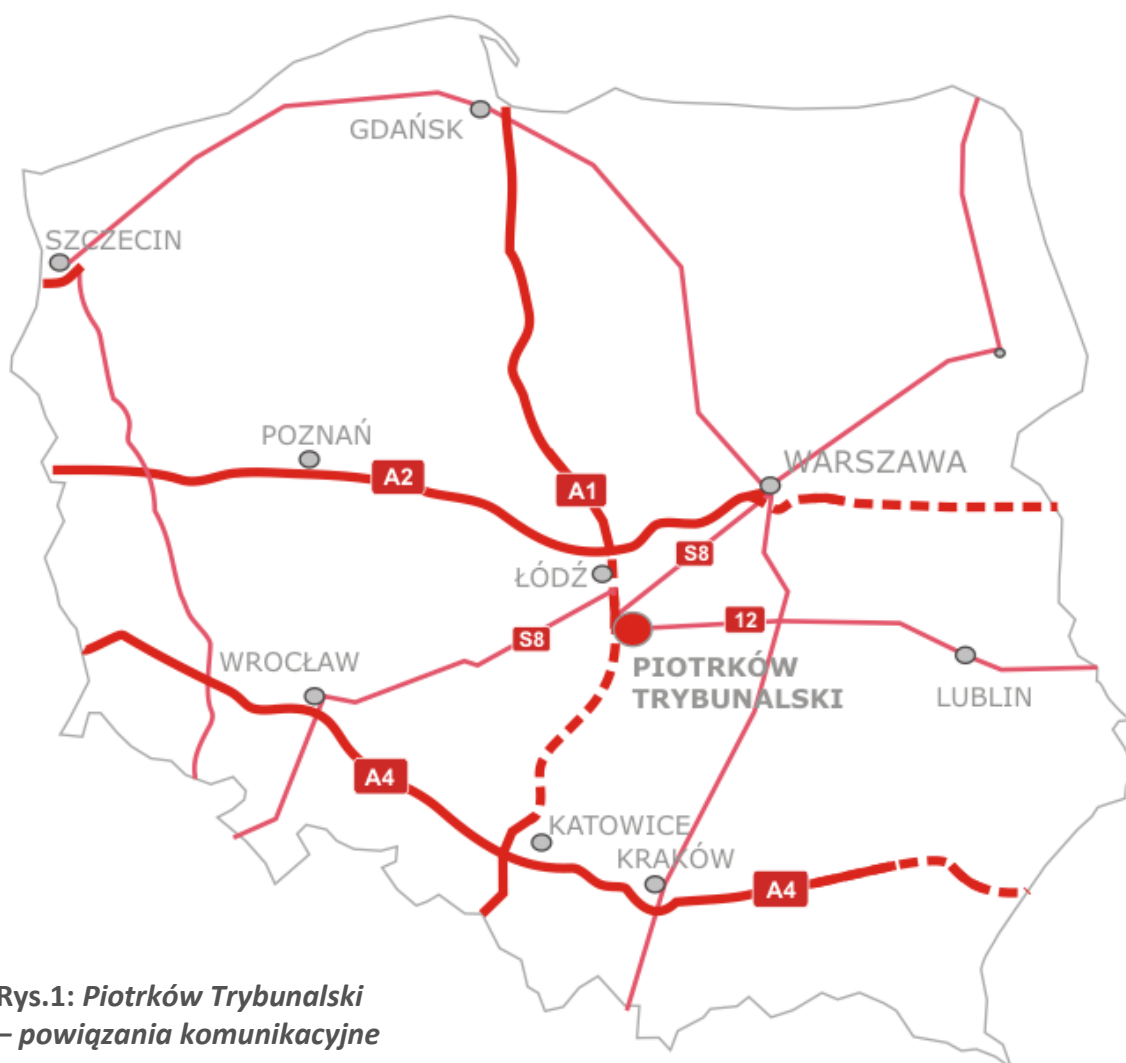 GDAŃSK
SZCZECIN
POZNAŃ
A2
A1
WARSZAWA
S8
ŁÓDŹ
12
S8
PIOTRKÓW
TRYBUNALSKI
WROCŁAW
LUBLIN
A4
KATOWICE
KRAKÓW
A4
Rys.1: Piotrków Trybunalski
– powiązania komunikacyjne